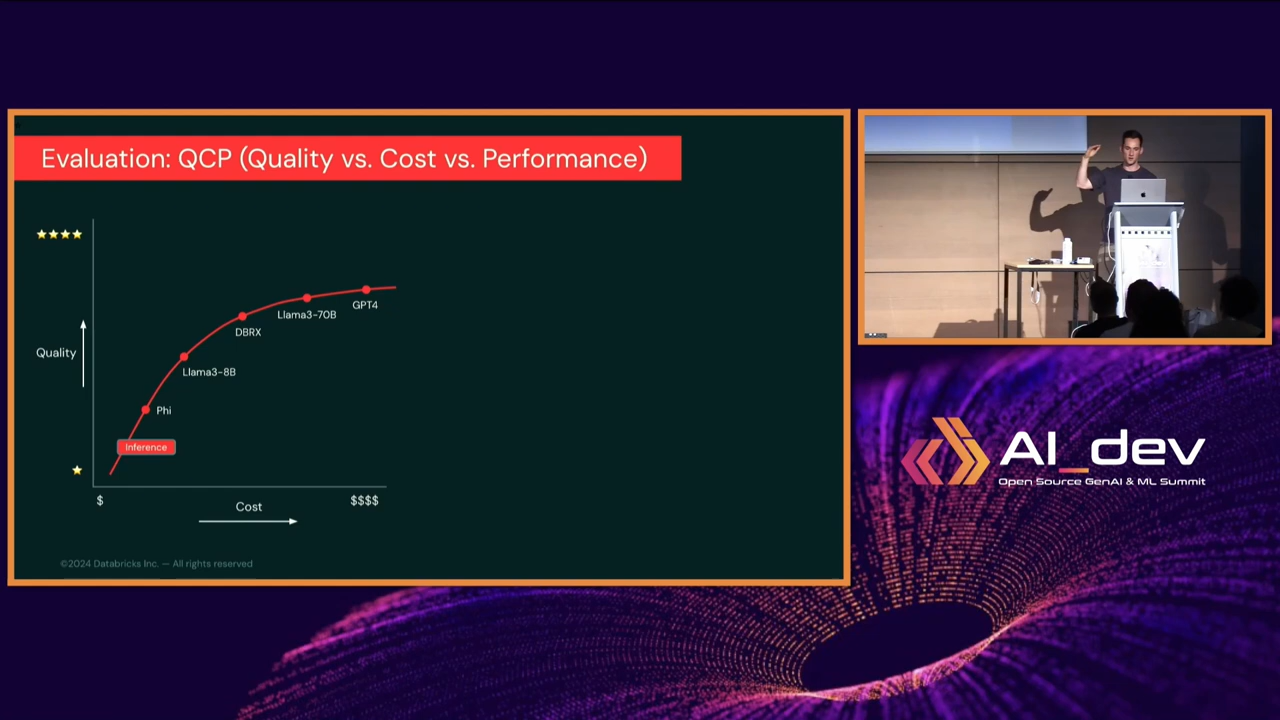 Evaluation: QCP (Quality vs. Cost vs. Performance)
GPT4
Llama3-70B
DBRX
Quality
Llama3-8B
Phi
Inference
$
$$$$
Cost
©2024 Databricks Inc. — All rights reserved
AI_dev
Open Source GenAI & ML Summit